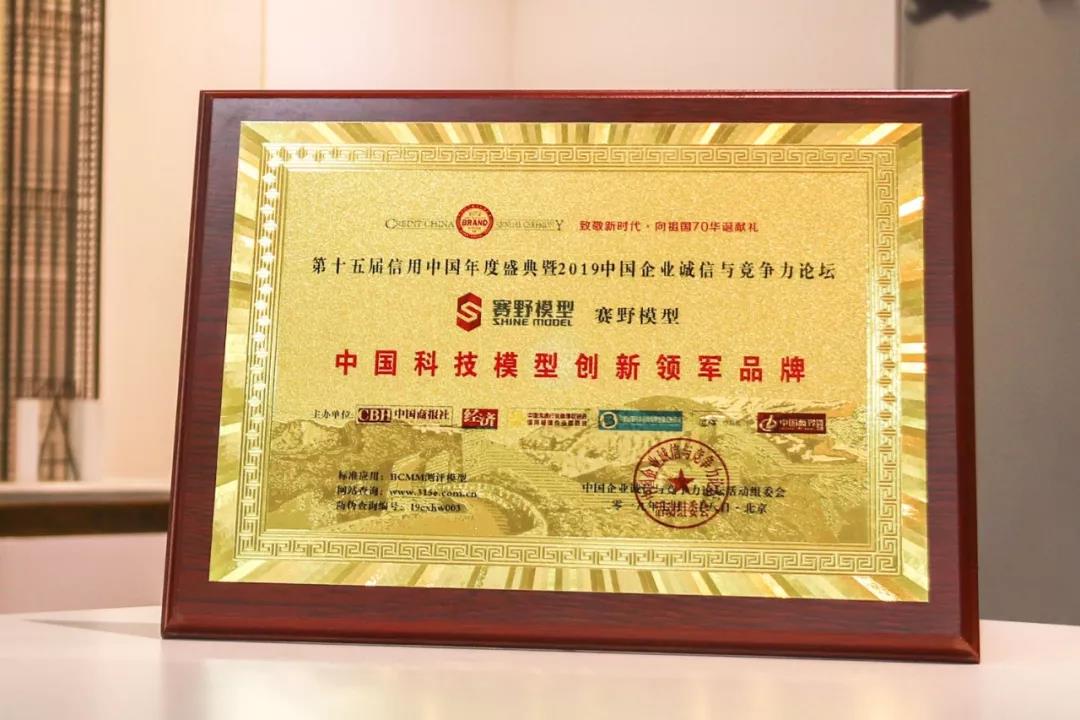 CREDIT CHINA BRAND 致敬新时代·向祖国70华诞献礼
第十五届信用中国年度盛典暨2019中国企业诚信与竞争力论坛
赛野模型 SHINE MODEL 赛野模型
中国科技模型创新领军品牌
主办单位: CBH 中国商报社 经济
标准应用：HCMM测评模型
网站查询：www.315e.com.cn
防伪查询编号：19cxhw003
中国企业诚信与竞争力论坛活动组委会
北京